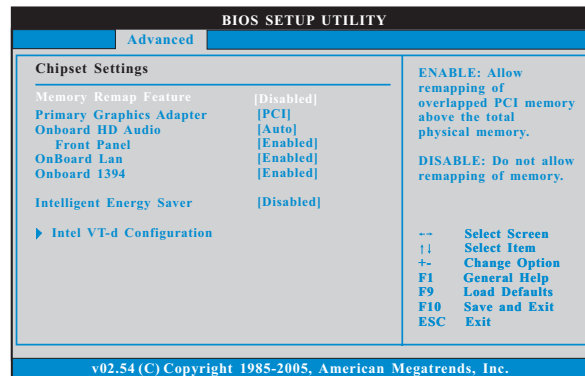 BIOS SETUP UTILITY
Advanced
Chipset Settings
Memory Remap Feature [Disabled]
Primary Graphics Adapter [PCI]
Onboard HD Audio [Auto]
Front Panel [Enabled]
OnBoard Lan [Enabled]
Onboard 1394 [Enabled]
Intelligent Energy Saver [Disabled]
Intel VT-d Configuration
ENABLE: Allow
remapping of
overlapped PCI memory
above the total
physical memory.
DISABLE: Do not allow
remapping of memory.
←→ Select Screen
↑↓ Select Item
+- Change Option
F1 General Help
F9 Load Defaults
F10 Save and Exit
ESC Exit
v02.54 (C) Copyright 1985-2005, American Megatrends, Inc.